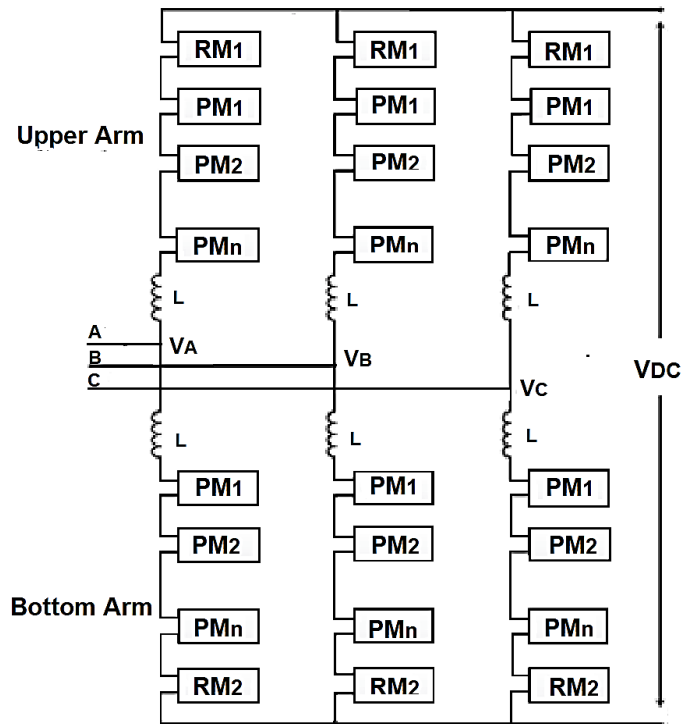 RM1 RM1 RM1
PM1 PM1 PM1
Upper Arm
PM2 PM2 PM2
PMn PMn PMn
L L L
A
VA
B
VB
VDC
C
VC
L L L
PM1 PM1 PM1
PM2 PM2 PM2
Bottom Arm
PMn PMn PMn
RM2 RM2 RM2